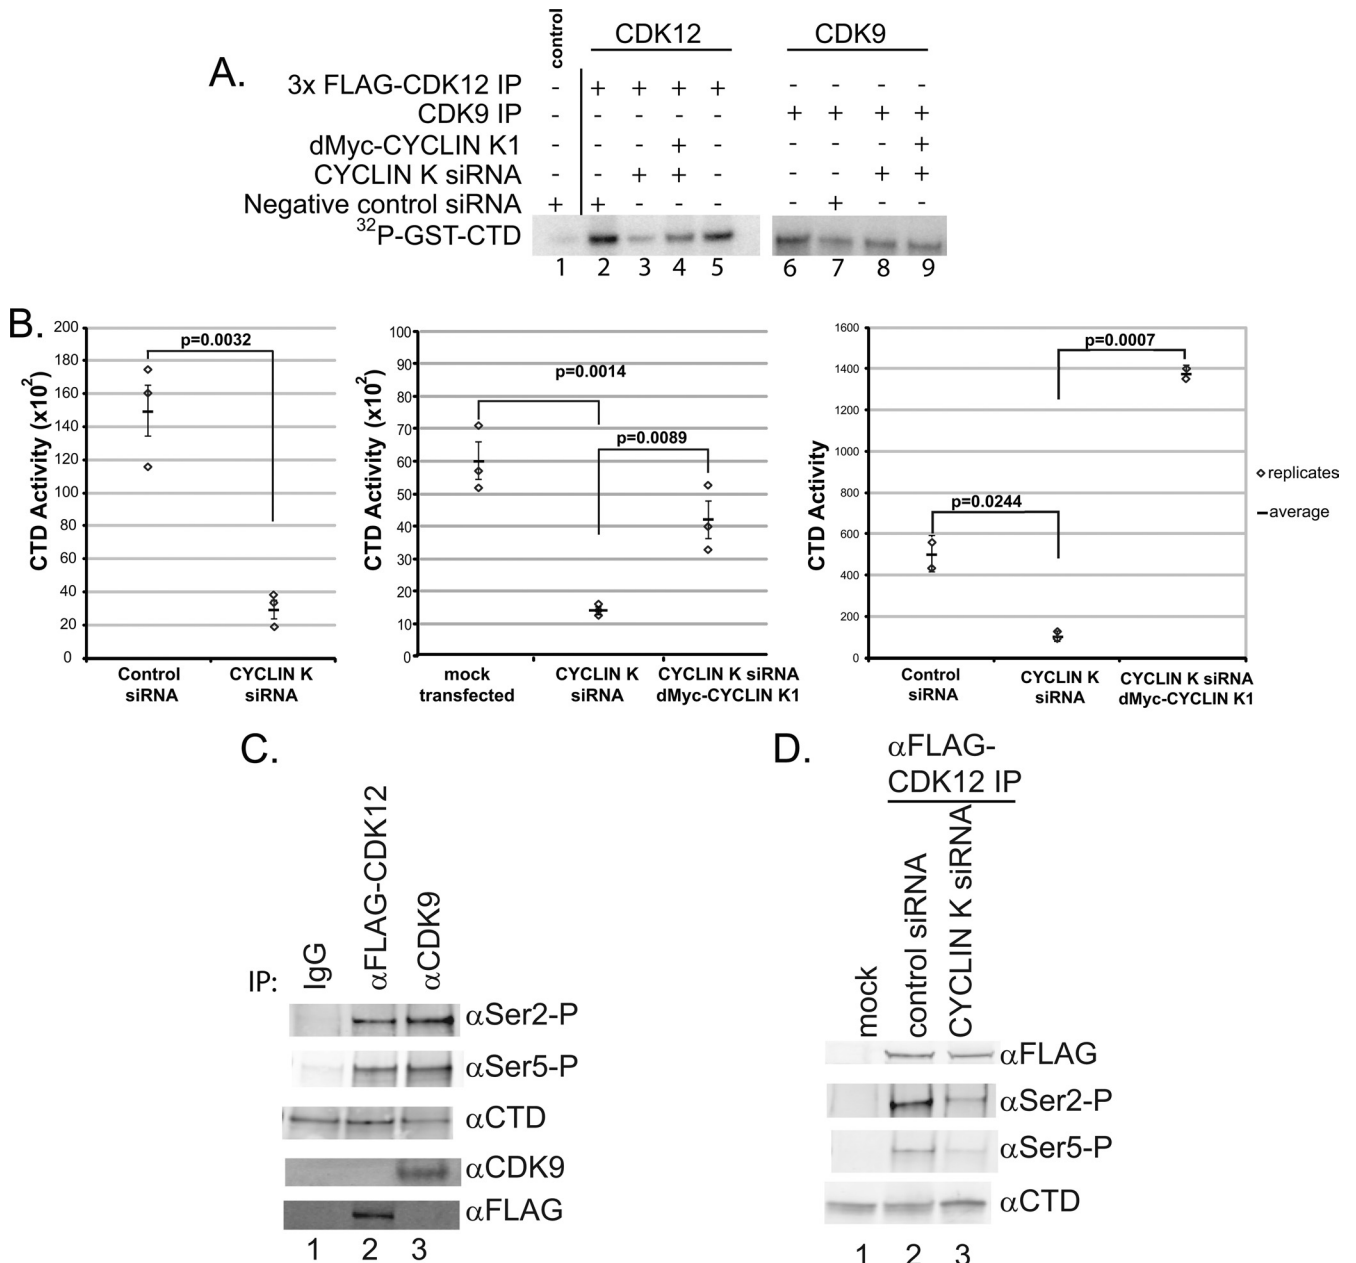 A.
control
CDK12
CDK9
3x FLAG-CDK12 IP - + + + + - - - -
CDK9 IP - - - - - + + + +
dMyc-CYCLIN K1 - - - + - - - - +
CYCLIN K siRNA - - + + - - - + +
Negative control siRNA + + - - - - + - -
32P-GST-CTD
1 2 3 4 5 6 7 8 9
B.
CTD Activity (x102)
200
180
160
140
120
100
80
60
40
20
0
p=0.0032
Control siRNA
CYCLIN K siRNA
CTD Activity (x102)
100
90
80
70
60
50
40
30
20
10
0
p=0.0014
p=0.0089
mock transfected
CYCLIN K siRNA
CYCLIN K siRNA dMyc-CYCLIN K1
CTD Activity
1600
1400
1200
1000
800
600
400
200
0
p=0.0007
p=0.0244
Control siRNA
CYCLIN K siRNA
CYCLIN K siRNA dMyc-CYCLIN K1
replicates
average
C.
IP:
IgG
αFLAG-CDK12
αCDK9
αSer2-P
αSer5-P
αCTD
αCDK9
αFLAG
1 2 3
D.
αFLAG-
CDK12 IP
mock
control siRNA
CYCLIN K siRNA
αFLAG
αSer2-P
αSer5-P
αCTD
1 2 3